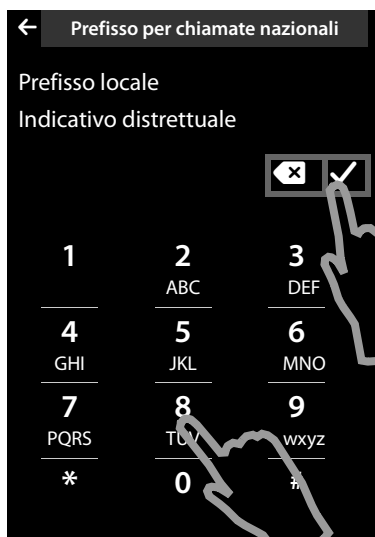 Prefisso per chiamate nazionali
Prefisso locale
Indicativo distrettuale
1 2 3
ABC DEF
4 5 6
GHI JKL MNO
7 8 9
PQRS TUV wxyz
* 0 #